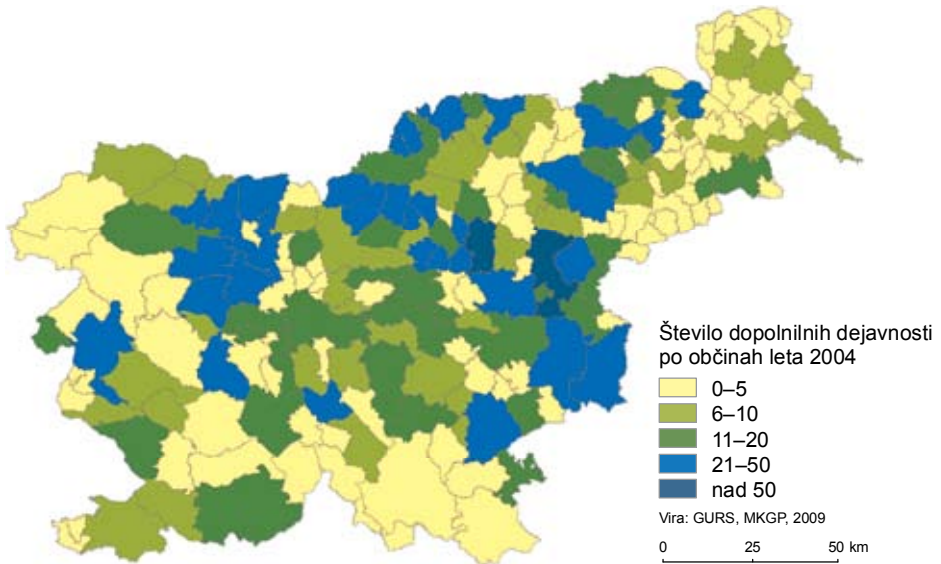 Število dopolnilnih dejavnosti
po občinah leta 2004
0–5
6–10
11–20
21–50
nad 50
Vira: GURS, MKGP, 2009
0 25 50 km